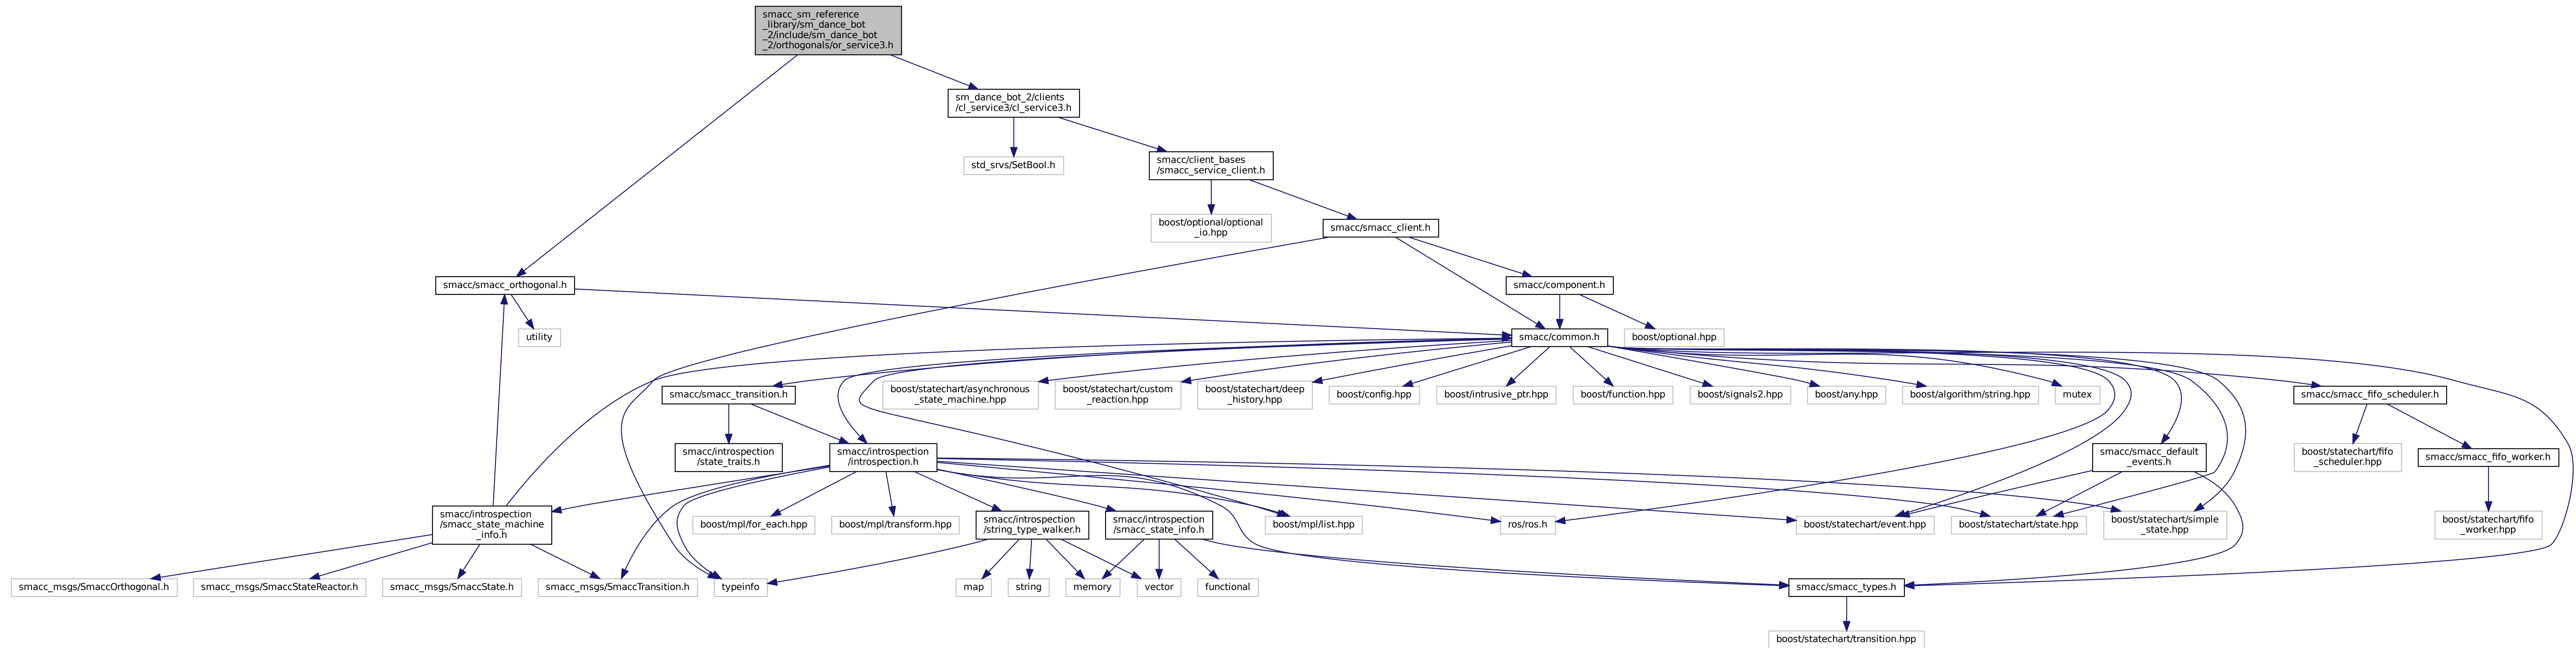 smacc_sm_reference
_library/sm_dance_bot
_2/include/sm_dance_bot
_2/orthogonals/or_service3.h
sm_dance_bot_2/clients
/cl_service3/cl_service3.h
std_srvs/SetBool.h
smacc/client_bases
/smacc_service_client.h
boost/optional/optional
_io.hpp
smacc/smacc_client.h
smacc/smacc_orthogonal.h
smacc/component.h
utility
smacc/common.h
boost/optional.hpp
smacc/smacc_transition.h
boost/statechart/asynchronous
_state_machine.hpp
boost/statechart/custom
_reaction.hpp
boost/statechart/deep
_history.hpp
boost/config.hpp
boost/intrusive_ptr.hpp
boost/function.hpp
boost/signals2.hpp
boost/any.hpp
boost/algorithm/string.hpp
mutex
smacc/smacc_fifo_scheduler.h
smacc/introspection
/state_traits.h
smacc/introspection
/introspection.h
smacc/smacc_default
_events.h
boost/statechart/fifo
_scheduler.hpp
smacc/smacc_fifo_worker.h
smacc/introspection
/smacc_state_machine
_info.h
boost/mpl/for_each.hpp
boost/mpl/transform.hpp
smacc/introspection
/string_type_walker.h
smacc/introspection
/smacc_state_info.h
boost/mpl/list.hpp
ros/ros.h
boost/statechart/event.hpp
boost/statechart/state.hpp
boost/statechart/simple
_state.hpp
boost/statechart/fifo
_worker.hpp
smacc_msgs/SmaccOrthogonal.h
smacc_msgs/SmaccStateReactor.h
smacc_msgs/SmaccState.h
smacc_msgs/SmaccTransition.h
typeinfo
map
string
memory
vector
functional
smacc/smacc_types.h
boost/statechart/transition.hpp